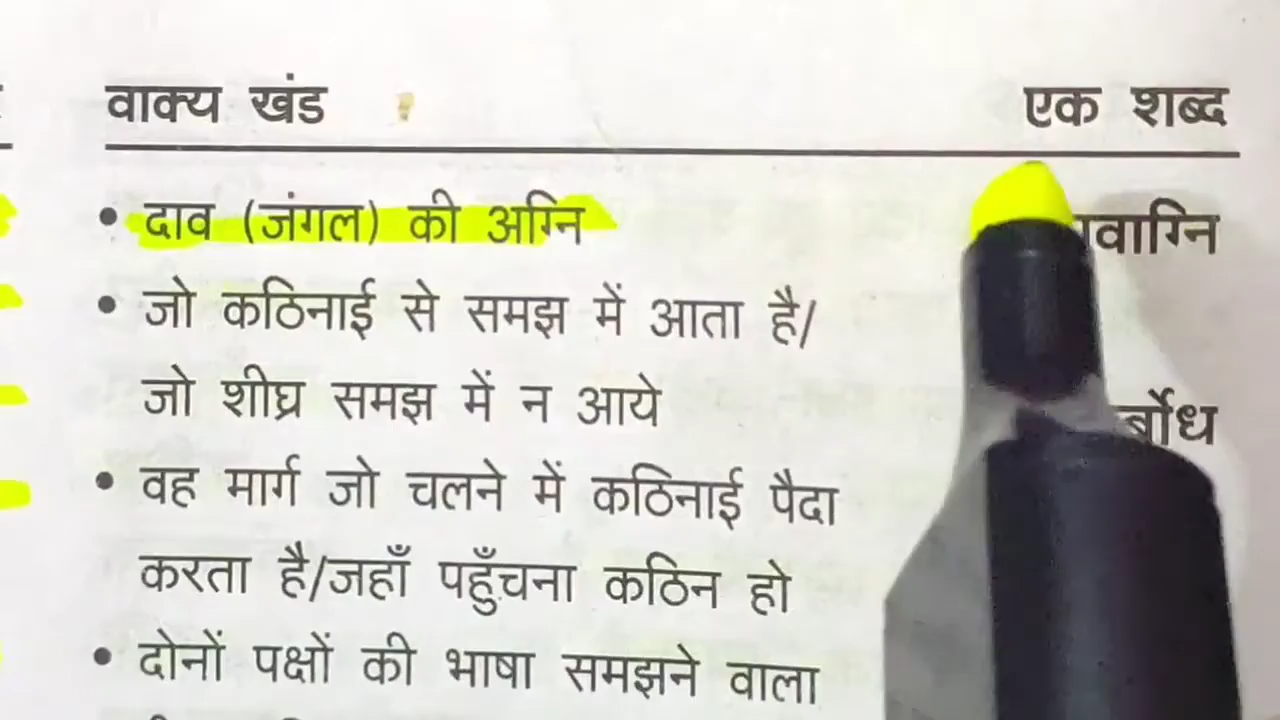 वाक्य खंड एक शब्द
• दाव (जंगल) की अग्नि
• जो कठिनाई से समझ में आता है/
जो शीघ्र समझ में न आये
• वह मार्ग जो चलने में कठिनाई पैदा
करता है/जहाँ पहुँचना कठिन हो
• दोनों पक्षों की भाषा समझने वाला